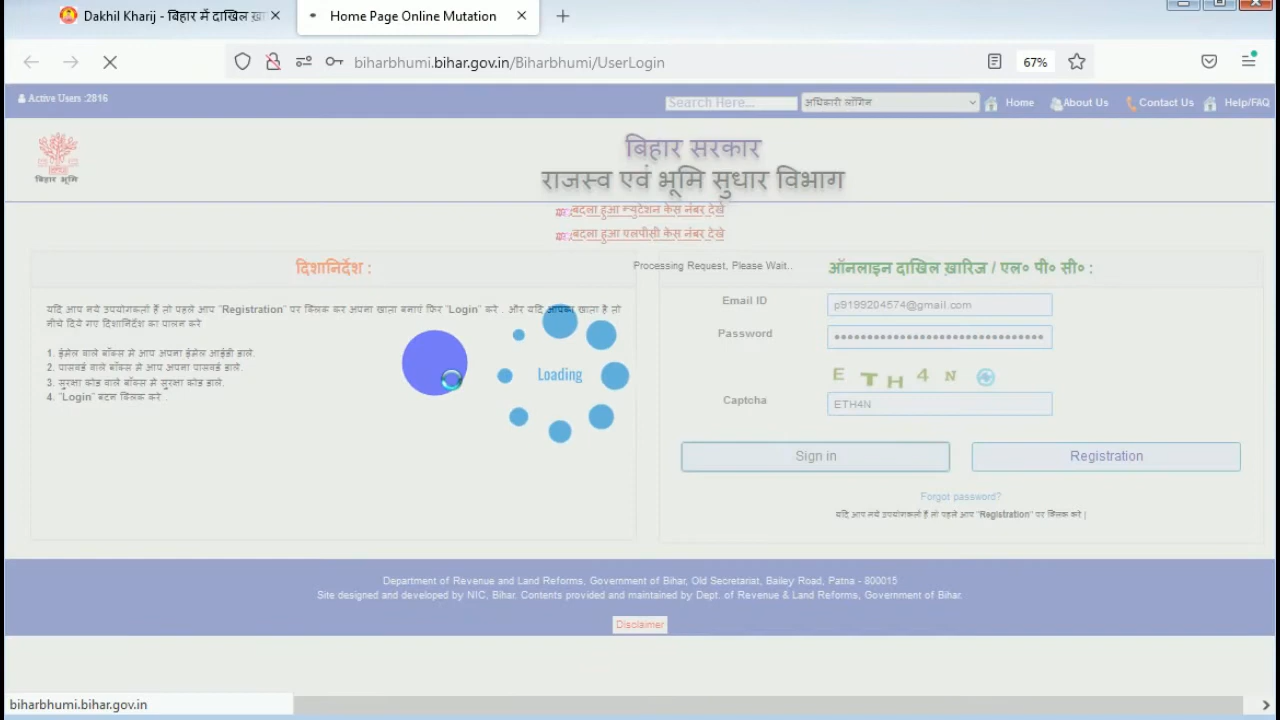 Dakhil Kharij - बिहार में दाखिल
Home Page Online Mutation
biharbhumi.bihar.gov.in/Biharbhumi/UserLogin
67%
Active Users :2816
Search Here...
अधिकारी लॉगिन
Home
About Us
Contact Us
Help/FAQ
बिहार भूमि
बिहार सरकार
राजस्व एवं भूमि सुधार विभाग
बदला हुआ म्युटेशन केस नंबर देखे
बदला हुआ एलपीसी केस नंबर देखे
दिशानिर्देश :
Processing Request, Please Wait..
ऑनलाइन दाखिल ख़ारिज / एल० पी० सी० :
यदि आप नये उपयोगकर्ता हैं तो पहले आप "Registration" पर क्लिक कर अपना खाता बनाएं फिर "Login" करे . और यदि आपका खाता है तो
नीचे दिये गए दिशानिर्देश का पालन करे
1. ईमेल वाले बॉक्स मे आप अपना ईमेल आईडी डाले.
2. पासवर्ड वाले बॉक्स मे आप अपना पासवर्ड डाले.
3. सुरक्षा कोड वाले बॉक्स मे सुरक्षा कोड डाले.
4. "Login" बटन क्लिक करे .
Loading
Email ID
p9199204574@gmail.com
Password
E T H 4 N
Captcha
ETH4N
Sign in
Registration
Forgot password?
यदि आप नये उपयोगकर्ता हैं तो पहले आप "Registration" पर क्लिक करे |
Department of Revenue and Land Reforms, Government of Bihar, Old Secretariat, Bailey Road, Patna - 800015
Site designed and developed by NIC, Bihar. Contents provided and maintained by Dept. of Revenue & Land Reforms, Government of Bihar.
Disclaimer
biharbhumi.bihar.gov.in